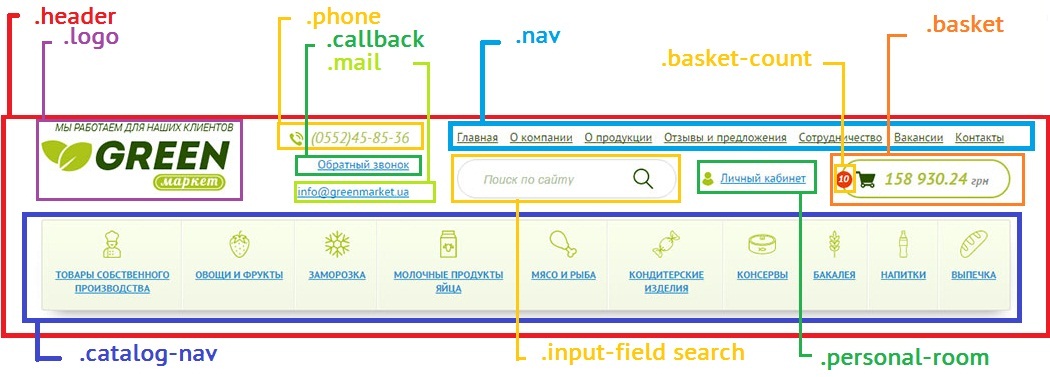 .header
.phone
.basket
.logo
.callback
.nav
.mail
.basket-count
МЫ РАБОТАЕМ ДЛЯ НАШИХ КЛИЕНТОВ
GREEN
маркет
(0552)45-85-36
Обратный звонок
info@greenmarket.ua
Главная О компании О продукции Отзывы и предложения Сотрудничество Вакансии Контакты
Поиск по сайту
Личный кабинет
10
158 930.24 грн
ТОВАРЫ СОБСТВЕННОГО
ПРОИЗВОДСТВА
ОВОЩИ И ФРУКТЫ
ЗАМОРОЗКА
МОЛОЧНЫЕ ПРОДУКТЫ
ЯЙЦА
МЯСО И РЫБА
КОНДИТЕРСКИЕ
ИЗДЕЛИЯ
КОНСЕРВЫ
БАКАЛЕЯ
НАПИТКИ
ВЫПЕЧКА
.catalog-nav
.input-field search
.personal-room